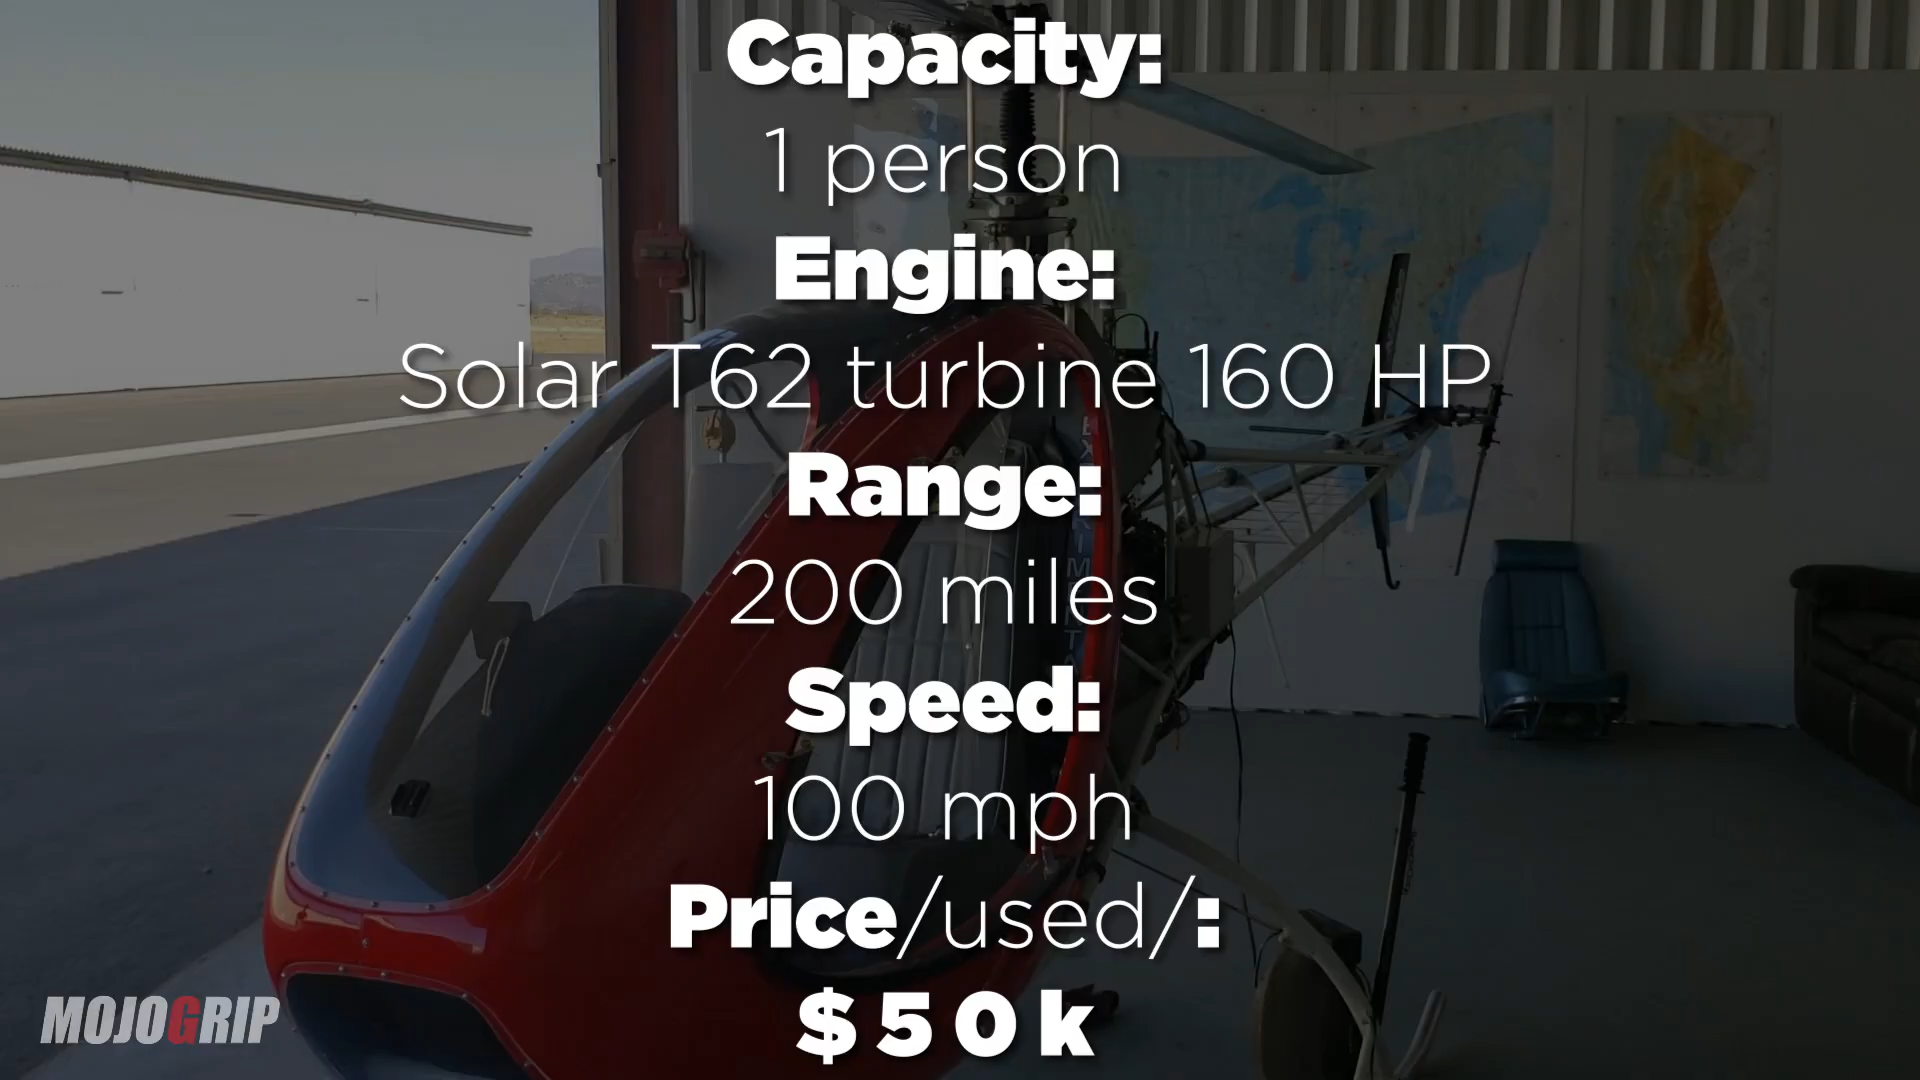 Capacity:
1 person
Engine:
Solar T62 turbine 160 HP
Range:
200 miles
Speed:
100 mph
Price/used/:
$50k
MOJOGRIP